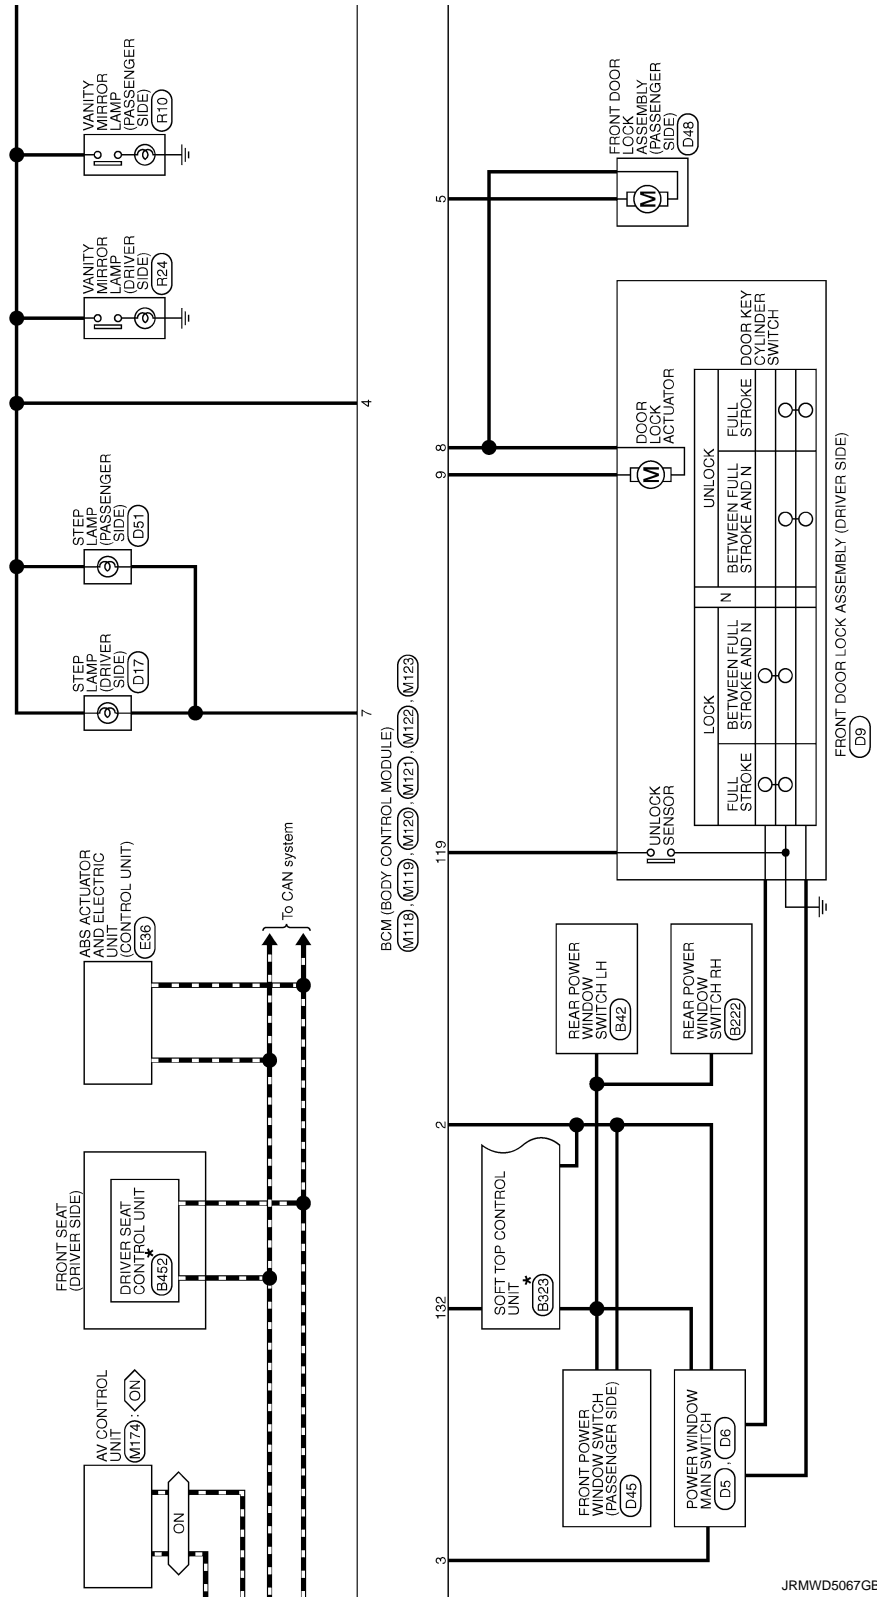 VANITY
MIRROR
LAMP
(PASSENGER
SIDE)
R10
VANITY
MIRROR
LAMP
(DRIVER
SIDE)
R24
4
STEP
LAMP
(PASSENGER
SIDE)
D51
STEP
LAMP
(DRIVER
SIDE)
D17
7
ABS ACTUATOR
AND ELECTRIC
UNIT
(CONTROL UNIT)
E36
To CAN system
FRONT SEAT
(DRIVER SIDE)
DRIVER SEAT
CONTROL UNIT
* B452
AV CONTROL
UNIT
M174 : ON
ON
BCM (BODY CONTROL MODULE)
M118 , M119 , M120 , M121 , M122 , M123
5
FRONT DOOR
LOCK
ASSEMBLY
(PASSENGER
SIDE)
D48
M
8
9
DOOR
LOCK
ACTUATOR
M
DOOR KEY
CYLINDER
SWITCH
LOCK
N
UNLOCK
FULL
STROKE
BETWEEN FULL
STROKE AND N
BETWEEN FULL
STROKE AND N
FULL
STROKE
UNLOCK
SENSOR
119
FRONT DOOR LOCK ASSEMBLY (DRIVER SIDE)
D9
REAR POWER
WINDOW
SWITCH LH
B42
REAR POWER
WINDOW
SWITCH RH
B222
2
SOFT TOP CONTROL
UNIT *
B323
132
FRONT POWER
WINDOW SWITCH
(PASSENGER SIDE)
D45
POWER WINDOW
MAIN SWITCH
D5 , D6
3
JRMWD5067GB